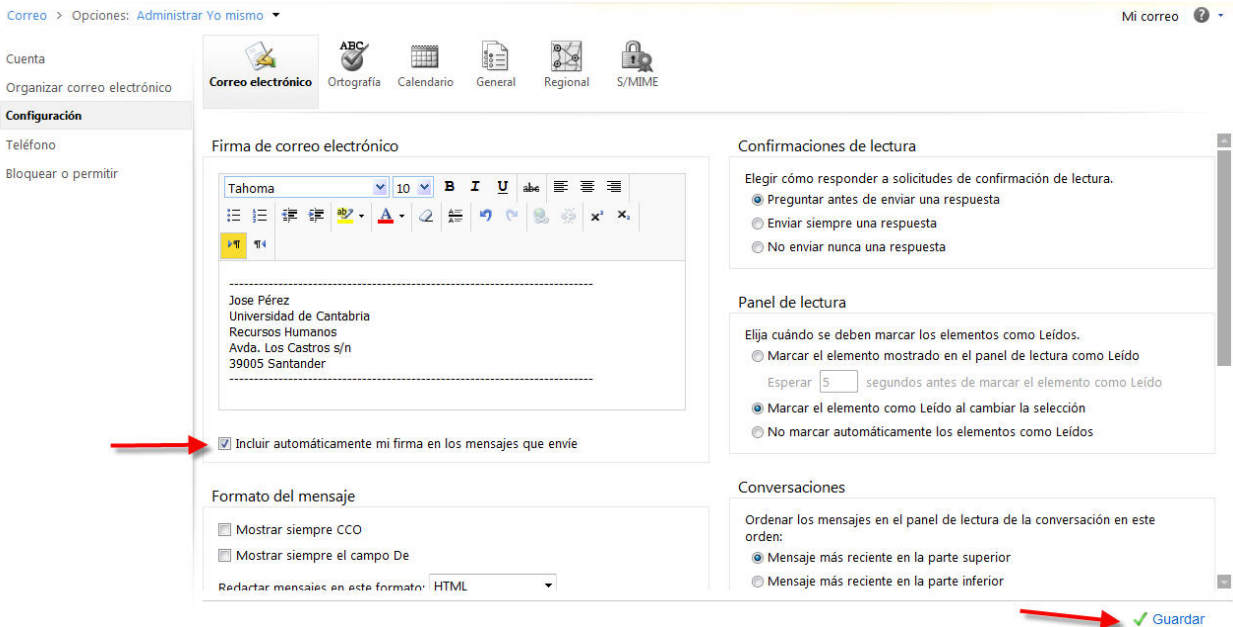 Correo > Opciones: Administrar Yo mismo
Mi correo
Cuenta
Organizar correo electrónico
Configuración
Teléfono
Bloquear o permitir
Correo electrónico
ABC
Ortografía
Calendario
General
Regional
S/MIME
Firma de correo electrónico
Tahoma 10 B I U abc
ab A x² x₂
--------------------------------------------------------------------------
Jose Pérez
Universidad de Cantabria
Recursos Humanos
Avda. Los Castros s/n
39005 Santander
--------------------------------------------------------------------------
Incluir automáticamente mi firma en los mensajes que envíe
Formato del mensaje
Mostrar siempre CCO
Mostrar siempre el campo De
Redactar mensajes en este formato: HTML
Confirmaciones de lectura
Elegir cómo responder a solicitudes de confirmación de lectura.
Preguntar antes de enviar una respuesta
Enviar siempre una respuesta
No enviar nunca una respuesta
Panel de lectura
Elija cuándo se deben marcar los elementos como Leídos.
Marcar el elemento mostrado en el panel de lectura como Leído
Esperar 5 segundos antes de marcar el elemento como Leído
Marcar el elemento como Leído al cambiar la selección
No marcar automáticamente los elementos como Leídos
Conversaciones
Ordenar los mensajes en el panel de lectura de la conversación en este
orden:
Mensaje más reciente en la parte superior
Mensaje más reciente en la parte inferior
Guardar